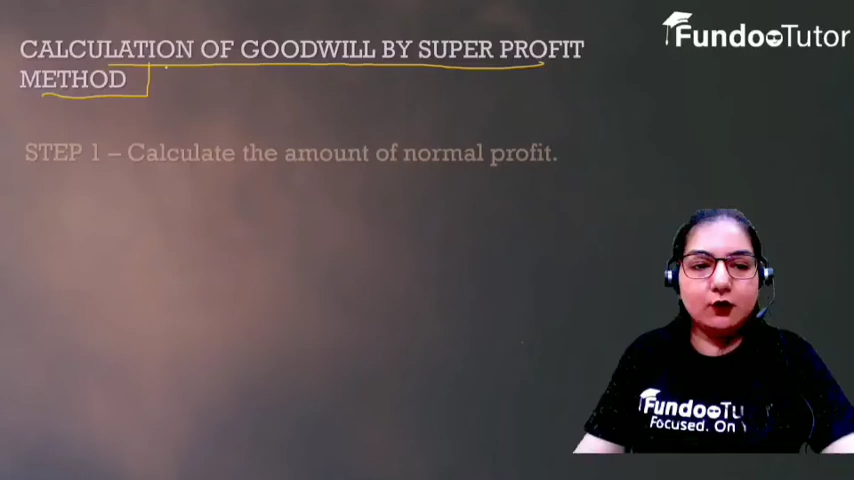 CALCULATION OF GOODWILL BY SUPER PROFIT
METHOD
FundooTutor
STEP 1 – Calculate the amount of normal profit.
FundooTu
Focused. On